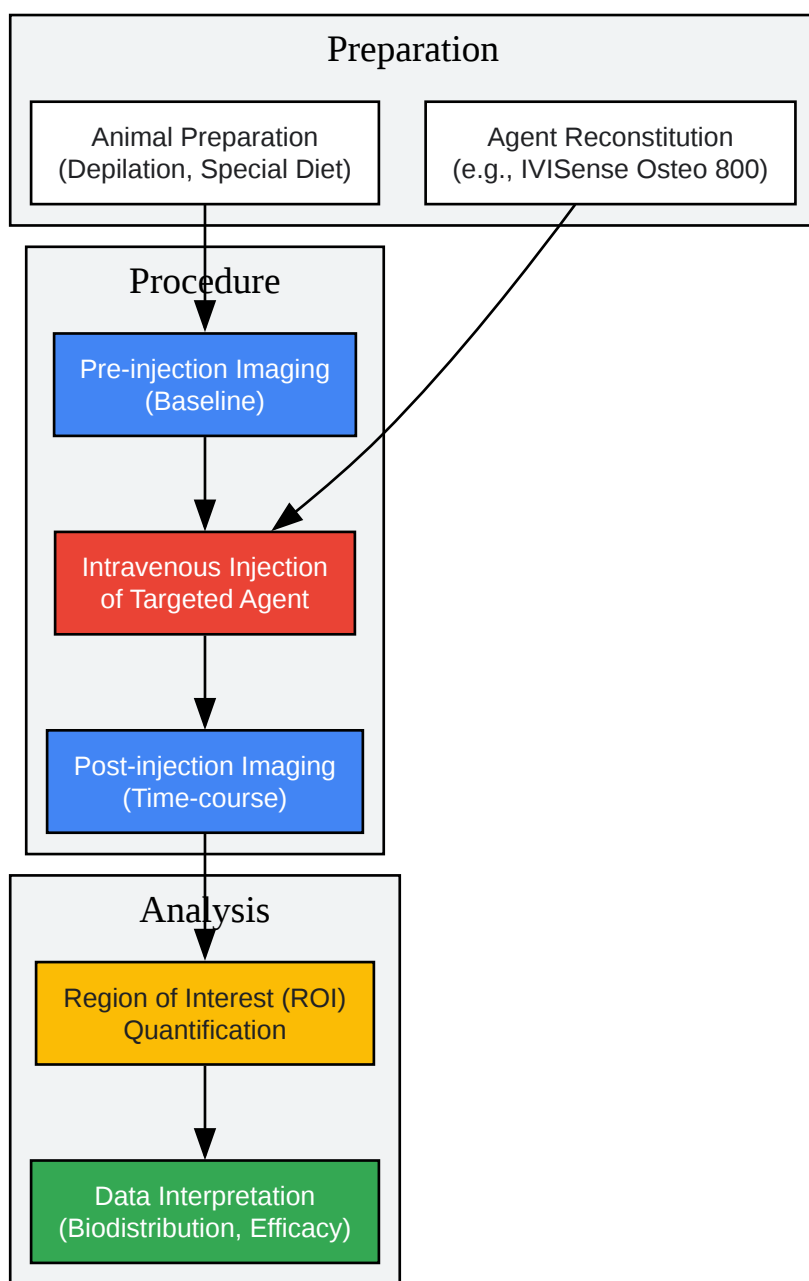 Preparation
Animal Preparation
(Depilation, Special Diet)
Agent Reconstitution
(e.g., IVISense Osteo 800)
Procedure
Pre-injection Imaging
(Baseline)
Intravenous Injection
of Targeted Agent
Post-injection Imaging
(Time-course)
Analysis
Region of Interest (ROI)
Quantification
Data Interpretation
(Biodistribution, Efficacy)